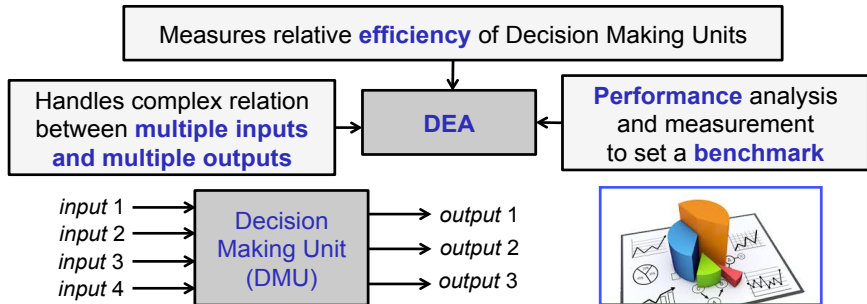 Measures relative efficiency of Decision Making Units
Handles complex relation
between multiple inputs
and multiple outputs
DEA
Performance analysis
and measurement
to set a benchmark
input 1
input 2
input 3
input 4
Decision
Making Unit
(DMU)
output 1
output 2
output 3